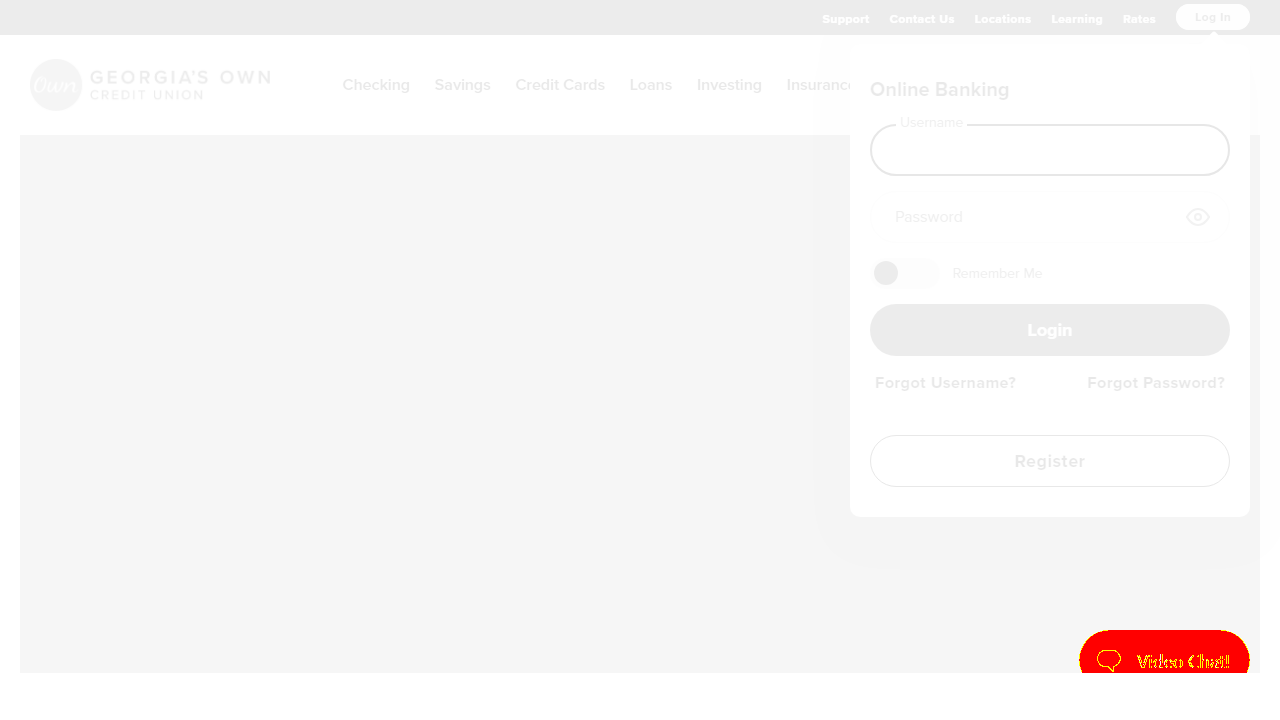 Support Contact Us Locations Learning Rates Log In
Own GEORGIA'S OWN
CREDIT UNION
Checking Savings Credit Cards Loans Investing Insurance
Online Banking
Username
Password
Remember Me
Login
Forgot Username? Forgot Password?
Register
Video Chat!